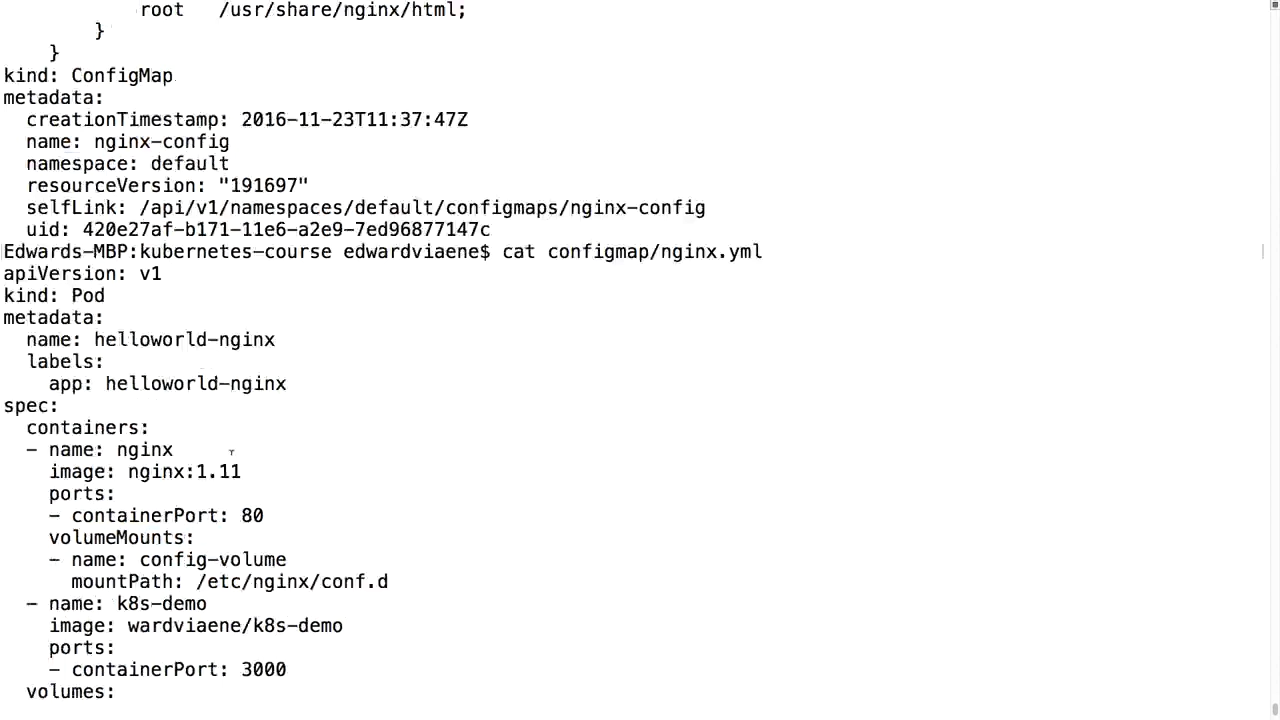 root   /usr/share/nginx/html;
}
}
kind: ConfigMap
metadata:
  creationTimestamp: 2016-11-23T11:37:47Z
  name: nginx-config
  namespace: default
  resourceVersion: "191697"
  selfLink: /api/v1/namespaces/default/configmaps/nginx-config
  uid: 420e27af-b171-11e6-a2e9-7ed96877147c
Edwards-MBP:kubernetes-course edwardviaene$ cat configmap/nginx.yml
apiVersion: v1
kind: Pod
metadata:
  name: helloworld-nginx
  labels:
    app: helloworld-nginx
spec:
  containers:
  - name: nginx
    image: nginx:1.11
    ports:
    - containerPort: 80
    volumeMounts:
    - name: config-volume
      mountPath: /etc/nginx/conf.d
  - name: k8s-demo
    image: wardviaene/k8s-demo
    ports:
    - containerPort: 3000
  volumes: